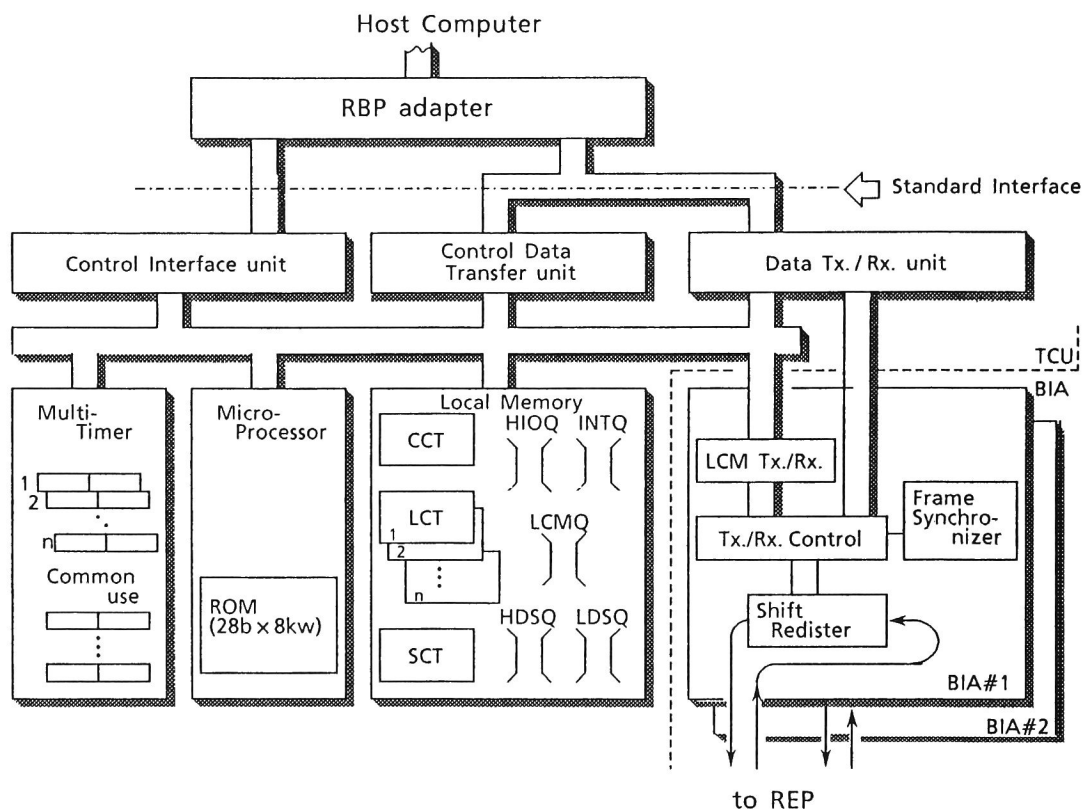 Host Computer
RBP adapter
Standard Interface
Control Interface unit
Control Data
Transfer unit
Data Tx./Rx. unit
TCU
BIA
Multi-
Timer
1
2
n
Common
use
Micro-
Processor
ROM
(28b x 8kw)
Local Memory
CCT
HIOQ
INTQ
LCT
1
2
n
LCMQ
SCT
HDSQ
LDSQ
LCM Tx./Rx.
Tx./Rx. Control
Frame
Synchro-
nizer
Shift
Redister
BIA#1
BIA#2
to REP